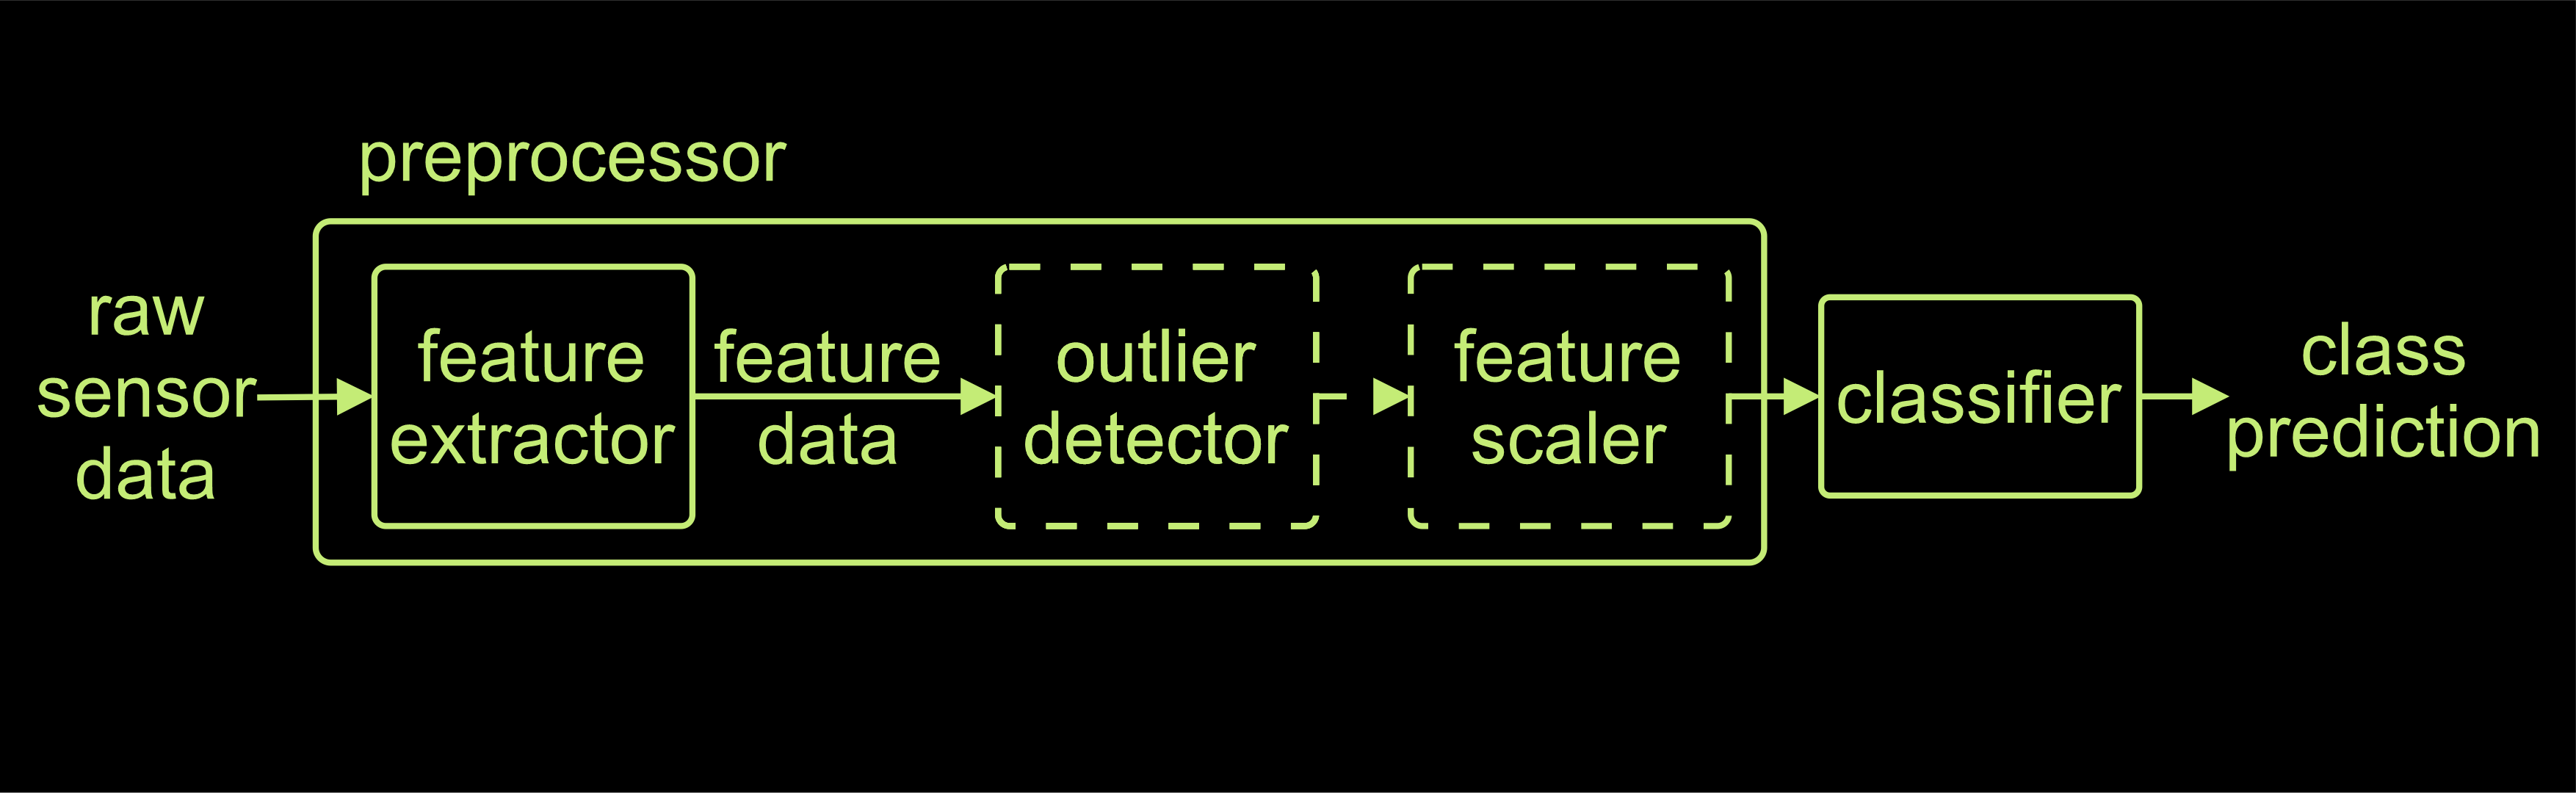 preprocessor
raw
sensor
data
feature
extractor
feature
data
outlier
detector
feature
scaler
classifier
class
prediction